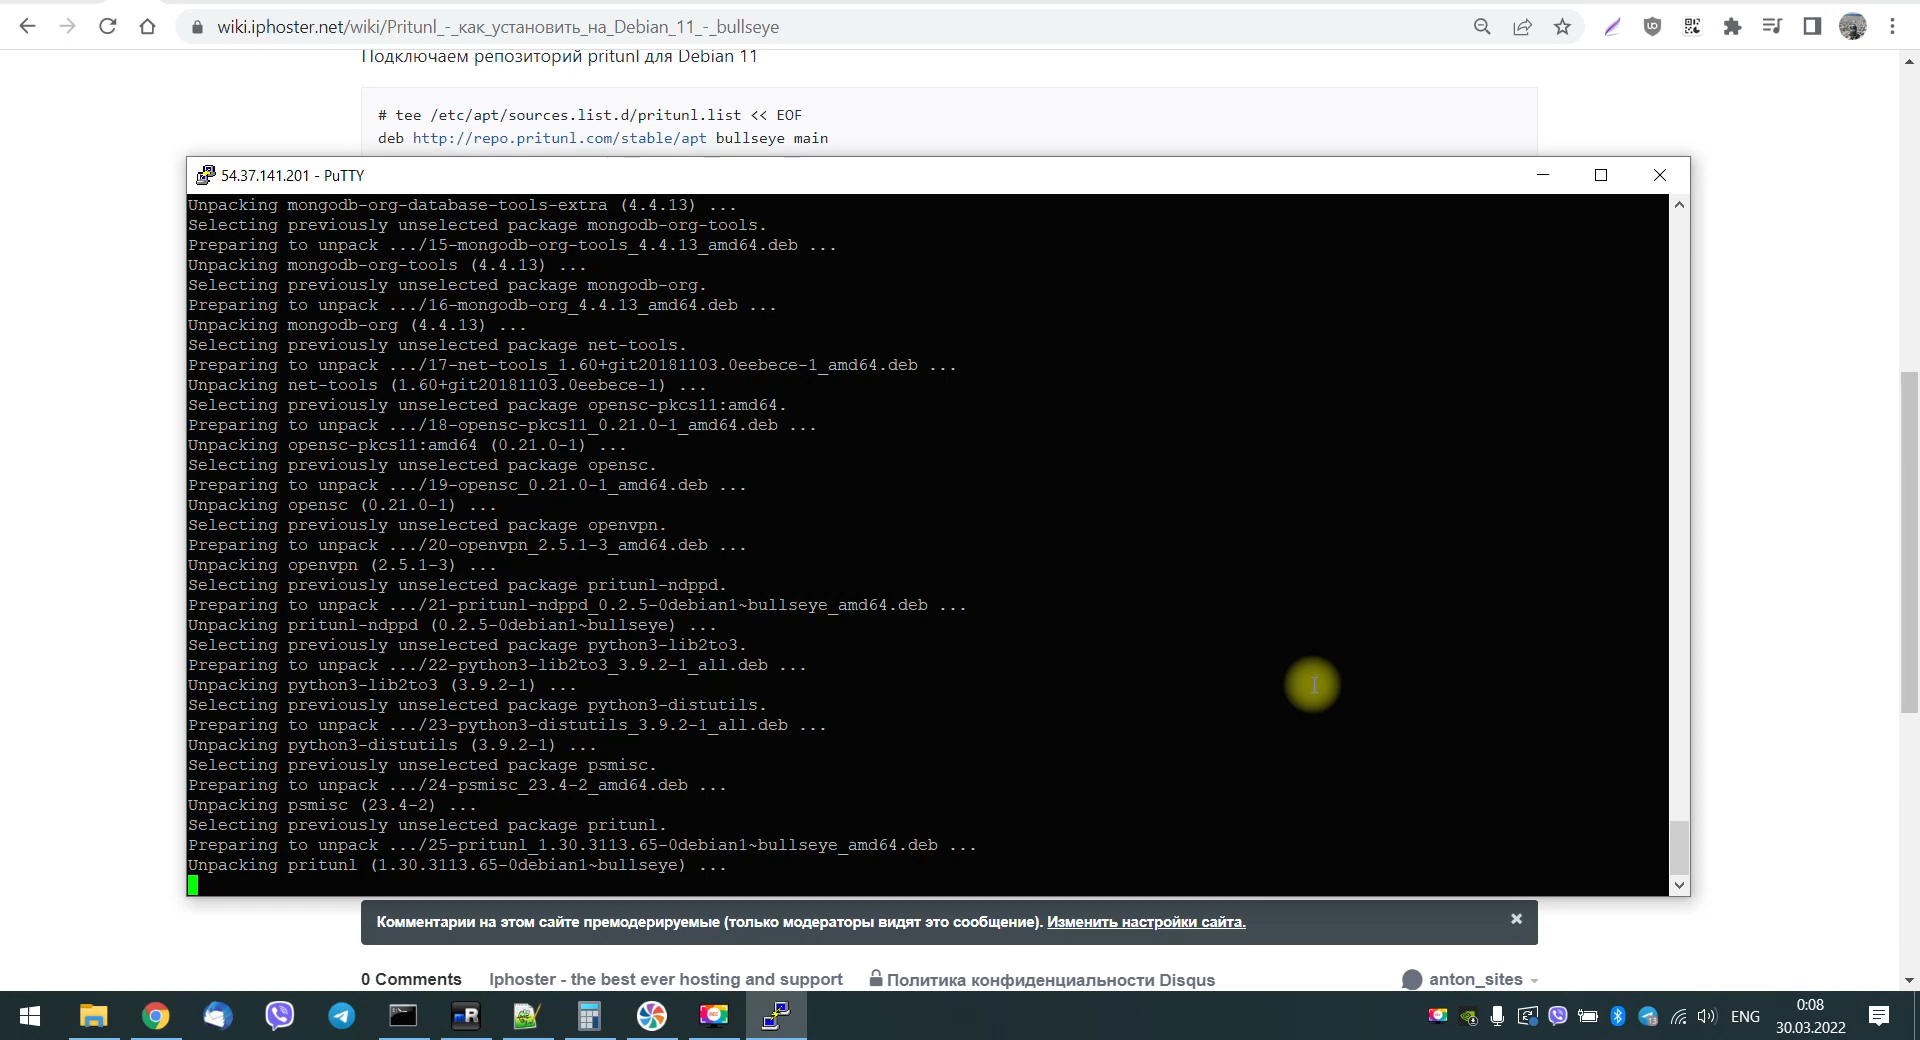 wiki.iphoster.net/wiki/Pritunl_-_как_установить_на_Debian_11_-_bullseye
Подключаем репозиторий pritunl для Debian 11
# tee /etc/apt/sources.list.d/pritunl.list << EOF
deb http://repo.pritunl.com/stable/apt bullseye main
54.37.141.201 - PuTTY
Unpacking mongodb-org-database-tools-extra (4.4.13) ...
Selecting previously unselected package mongodb-org-tools.
Preparing to unpack .../15-mongodb-org-tools_4.4.13_amd64.deb ...
Unpacking mongodb-org-tools (4.4.13) ...
Selecting previously unselected package mongodb-org.
Preparing to unpack .../16-mongodb-org_4.4.13_amd64.deb ...
Unpacking mongodb-org (4.4.13) ...
Selecting previously unselected package net-tools.
Preparing to unpack .../17-net-tools_1.60+git20181103.0eebece-1_amd64.deb ...
Unpacking net-tools (1.60+git20181103.0eebece-1) ...
Selecting previously unselected package opensc-pkcs11:amd64.
Preparing to unpack .../18-opensc-pkcs11_0.21.0-1_amd64.deb ...
Unpacking opensc-pkcs11:amd64 (0.21.0-1) ...
Selecting previously unselected package opensc.
Preparing to unpack .../19-opensc_0.21.0-1_amd64.deb ...
Unpacking opensc (0.21.0-1) ...
Selecting previously unselected package openvpn.
Preparing to unpack .../20-openvpn_2.5.1-3_amd64.deb ...
Unpacking openvpn (2.5.1-3) ...
Selecting previously unselected package pritunl-ndppd.
Preparing to unpack .../21-pritunl-ndppd_0.2.5-0debian1~bullseye_amd64.deb ...
Unpacking pritunl-ndppd (0.2.5-0debian1~bullseye) ...
Selecting previously unselected package python3-lib2to3.
Preparing to unpack .../22-python3-lib2to3_3.9.2-1_all.deb ...
Unpacking python3-lib2to3 (3.9.2-1) ...
Selecting previously unselected package python3-distutils.
Preparing to unpack .../23-python3-distutils_3.9.2-1_all.deb ...
Unpacking python3-distutils (3.9.2-1) ...
Selecting previously unselected package psmisc.
Preparing to unpack .../24-psmisc_23.4-2_amd64.deb ...
Unpacking psmisc (23.4-2) ...
Selecting previously unselected package pritunl.
Preparing to unpack .../25-pritunl_1.30.3113.65-0debian1~bullseye_amd64.deb ...
Unpacking pritunl (1.30.3113.65-0debian1~bullseye) ...
Комментарии на этом сайте премодерируемые (только модераторы видят это сообщение). Изменить настройки сайта.
0 Comments Iphoster - the best ever hosting and support Политика конфиденциальности Disqus anton_sites
ENG
0:08
30.03.2022